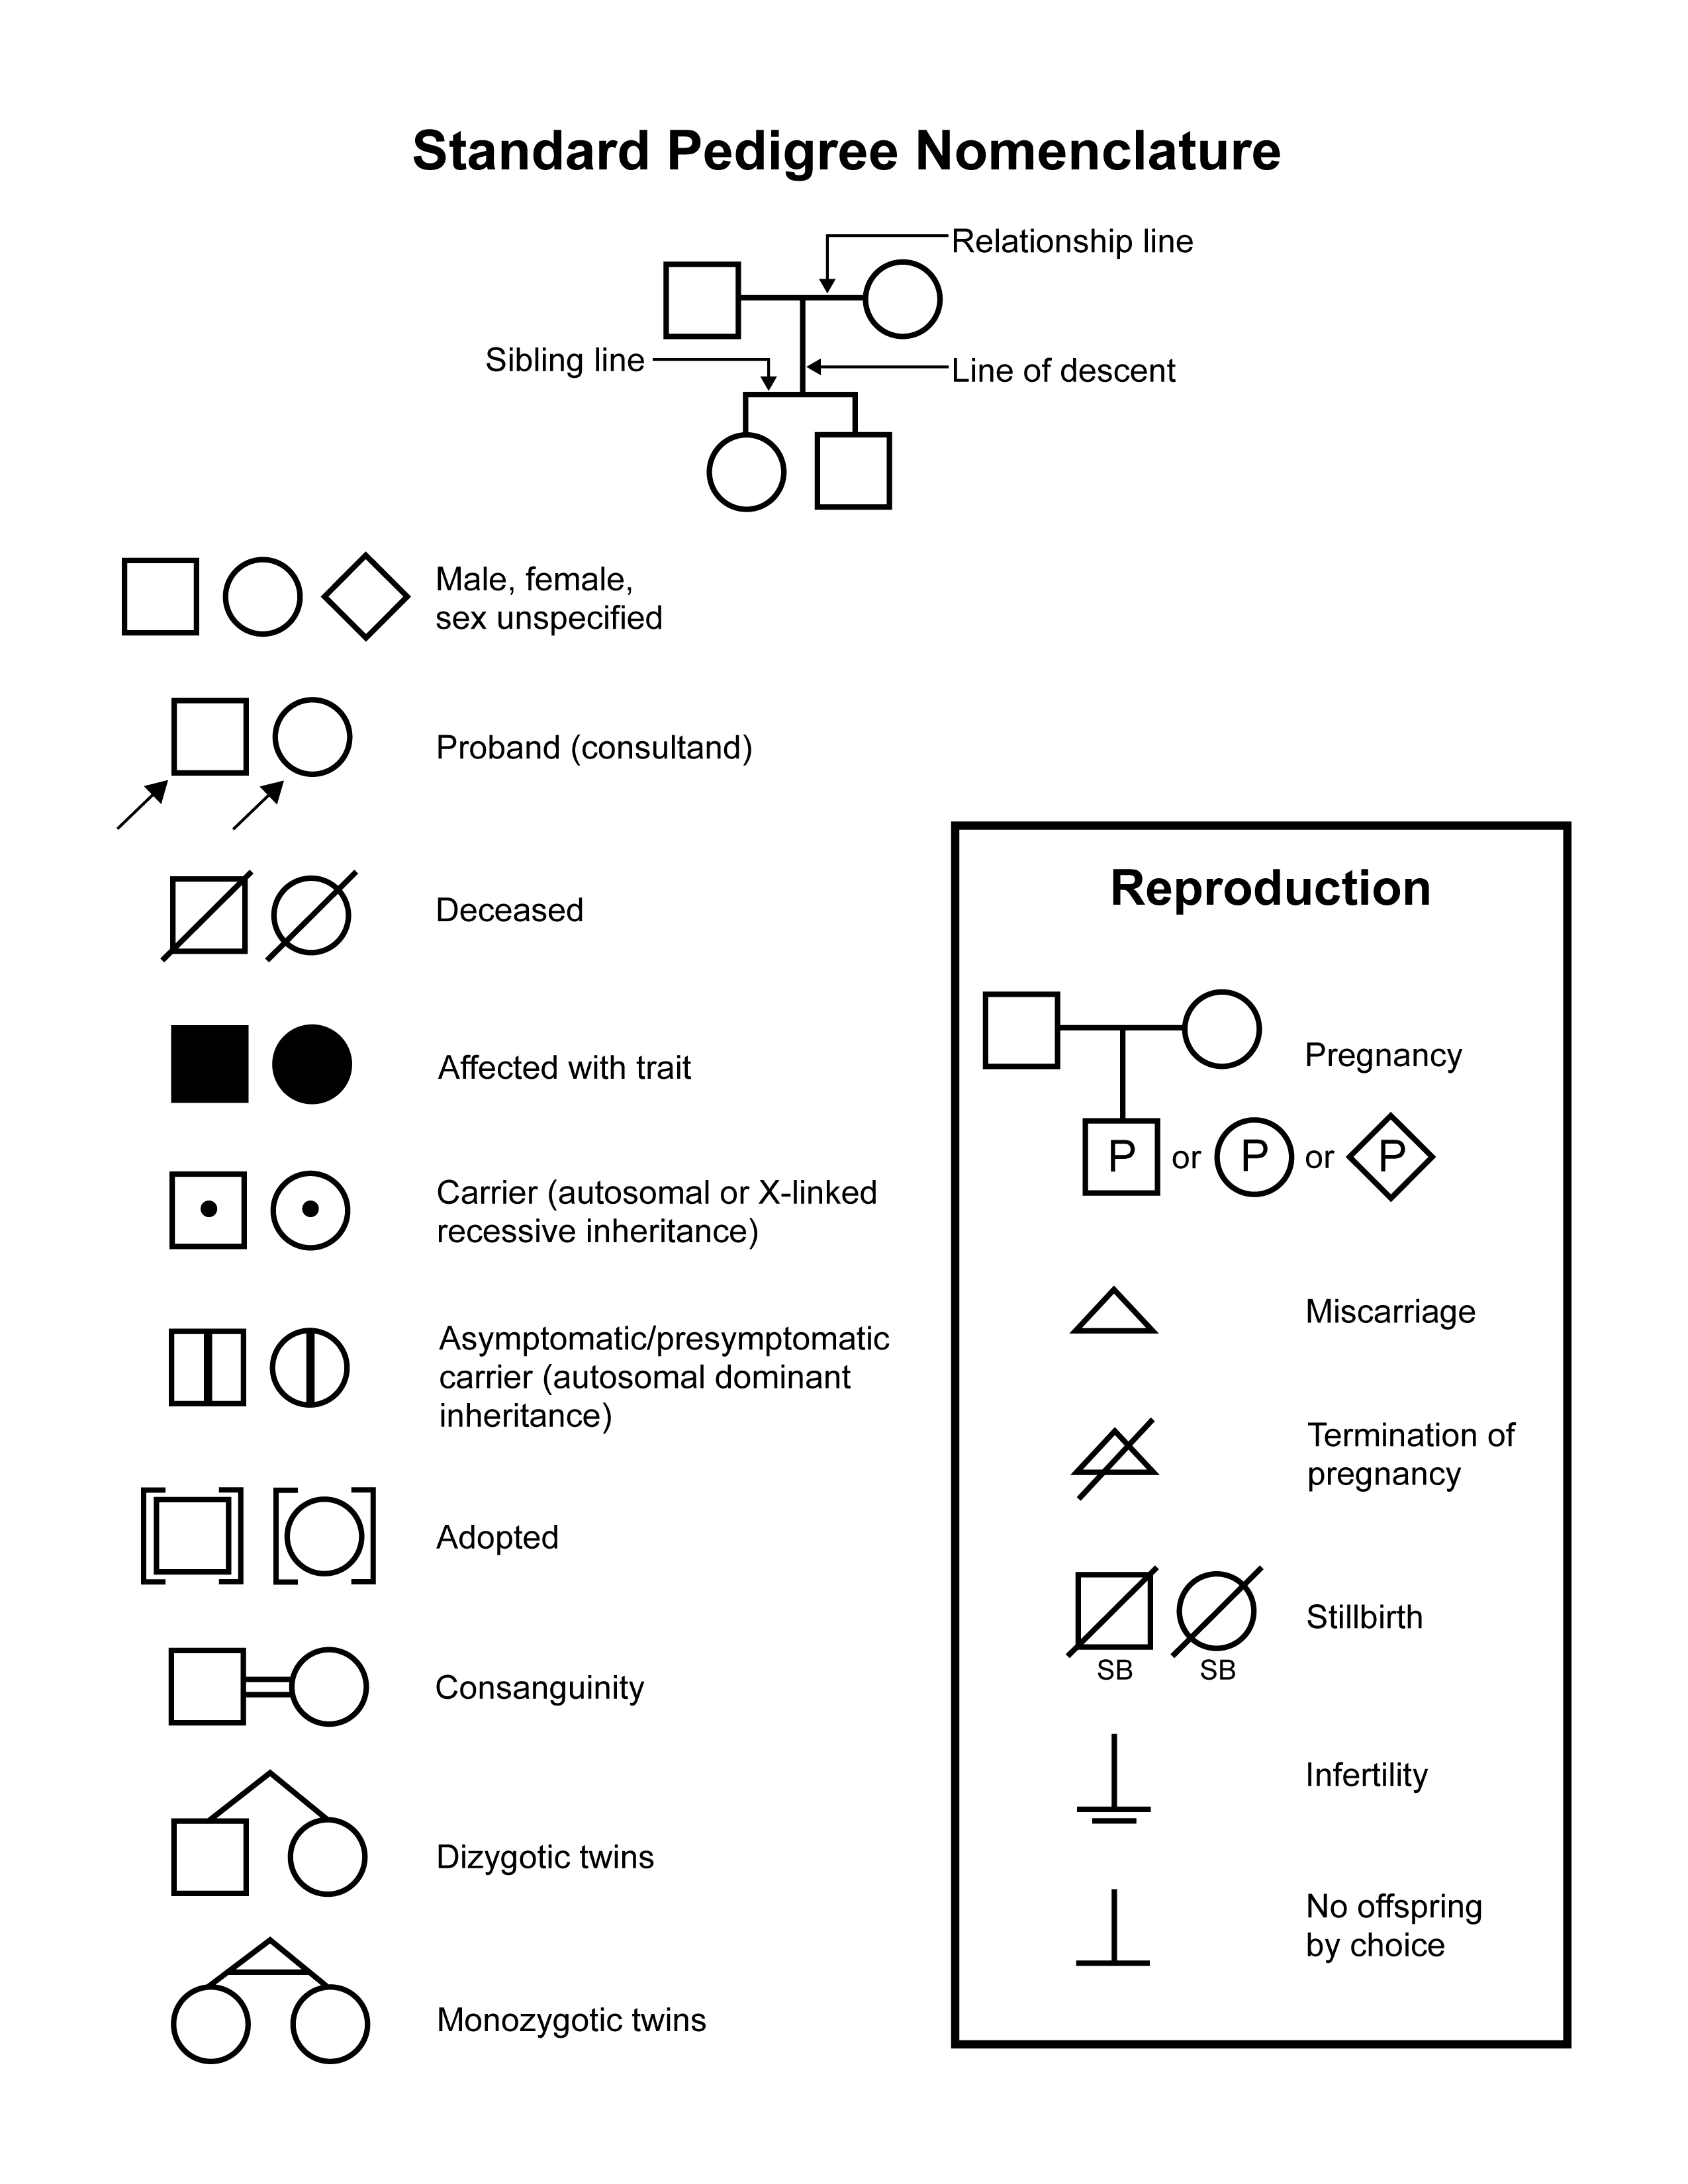 Standard Pedigree Nomenclature
Relationship line
Sibling line
Line of descent
Male, female,
sex unspecified
Proband (consultand)
Deceased
Affected with trait
Carrier (autosomal or X-linked
recessive inheritance)
Asymptomatic/presymptomatic
carrier (autosomal dominant
inheritance)
Adopted
Consanguinity
Dizygotic twins
Monozygotic twins
Reproduction
Pregnancy
P or P or P
Miscarriage
Termination of
pregnancy
Stillbirth
SB SB
Infertility
No offspring
by choice